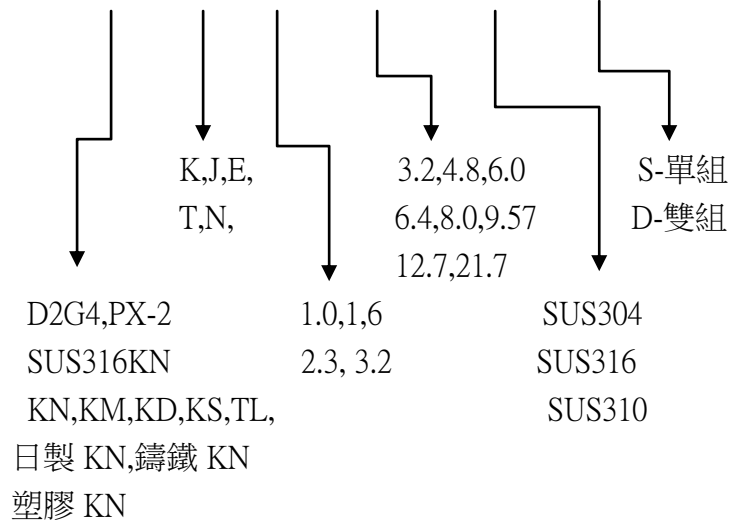 K,J,E, 3.2,4.8,6.0 S-單組
T,N, 6.4,8.0,9.57 D-雙組
12.7,21.7
D2G4,PX-2 1.0,1,6 SUS304
SUS316KN 2.3, 3.2 SUS316
KN,KM,KD,KS,TL, SUS310
日製 KN,鑄鐵 KN
塑膠 KN